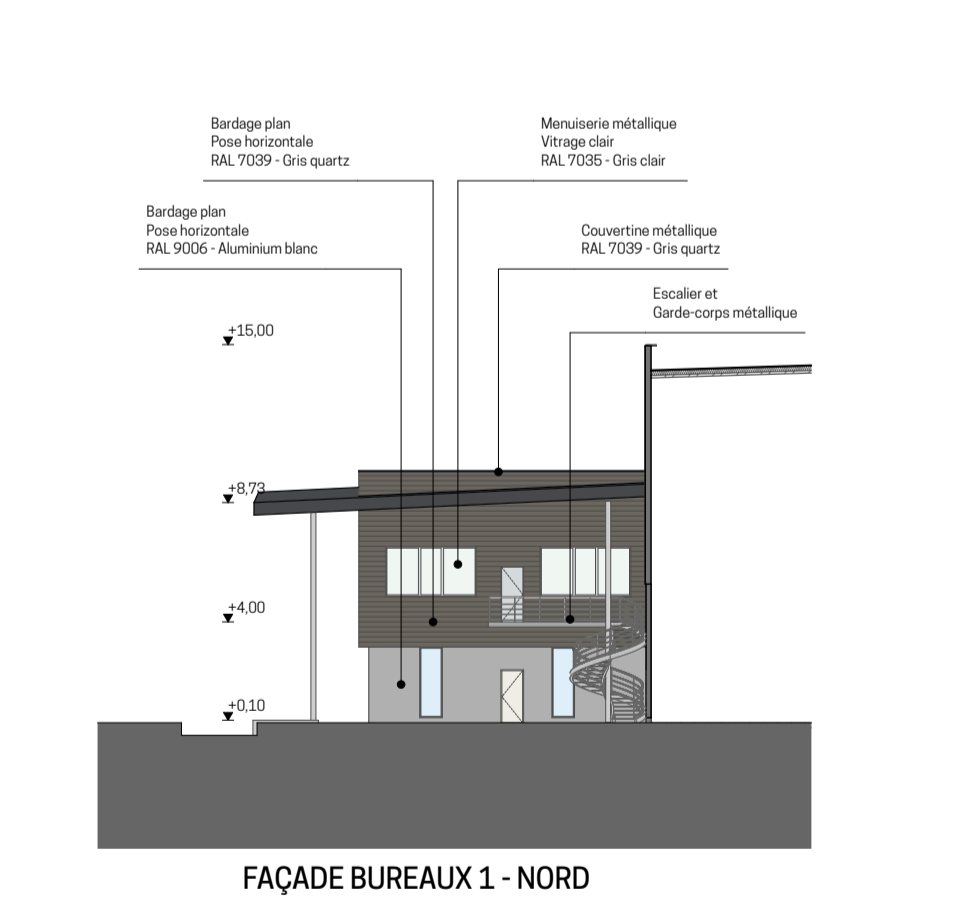 Bardage plan
Pose horizontale
RAL 7039 - Gris quartz
Menuiserie métallique
Vitrage clair
RAL 7035 - Gris clair
Bardage plan
Pose horizontale
RAL 9006 - Aluminium blanc
Couvertine métallique
RAL 7039 - Gris quartz
Escalier et
Garde-corps métallique
+15,00
+8,73
+4,00
+0,10
FAÇADE BUREAUX 1 - NORD